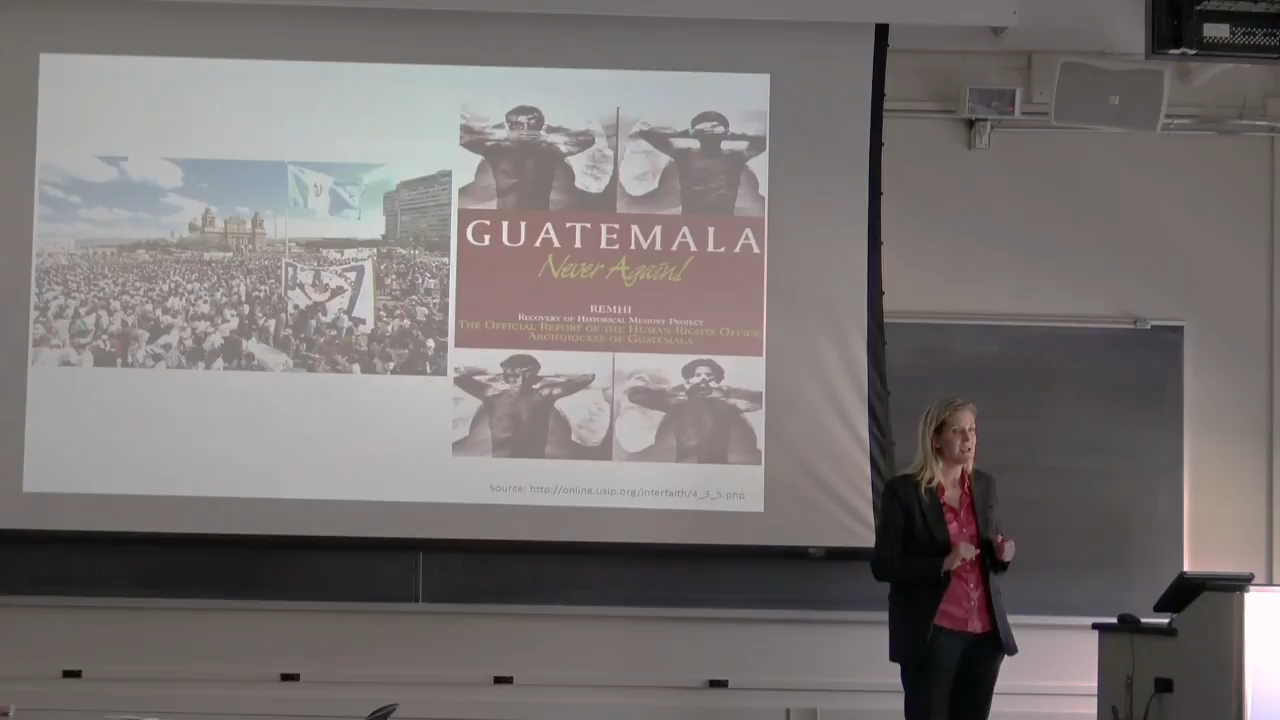 GUATEMALA
Never Again!
REMHI
RECOVERY OF HISTORICAL MEMORY PROJECT
THE OFFICIAL REPORT OF THE HUMAN RIGHTS OFFICE
ARCHDIOCESE OF GUATEMALA
Source: http://online.usip.org/interfaith/4_3_5.php